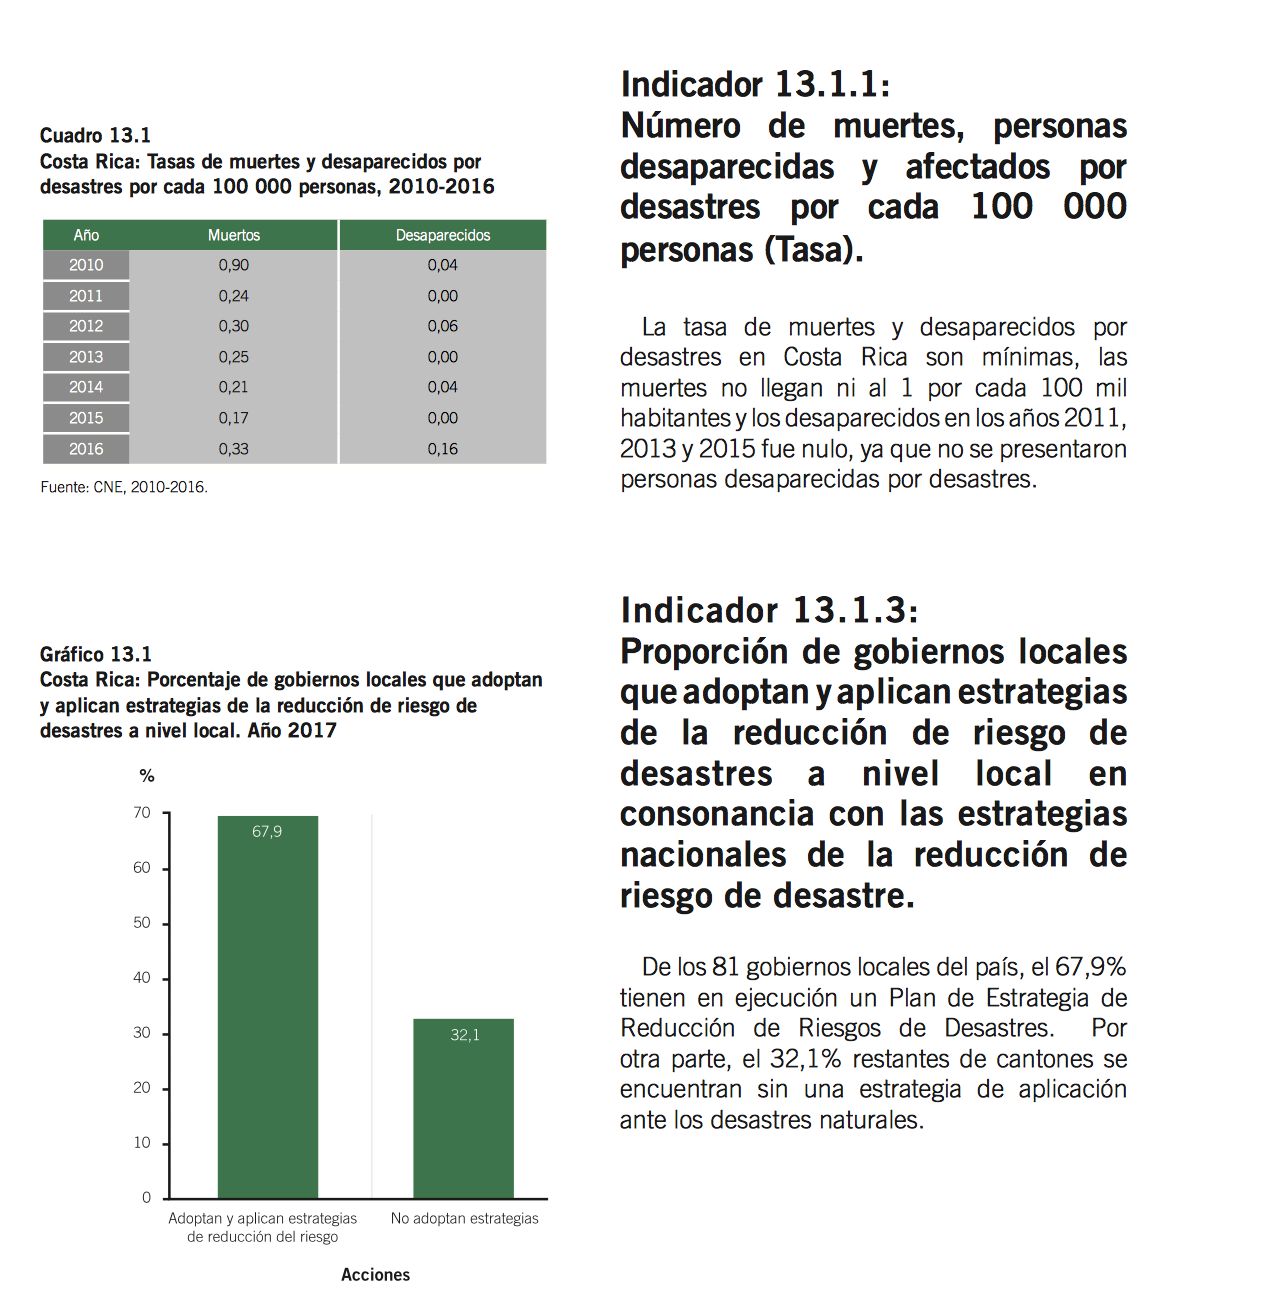 Cuadro 13.1
Costa Rica: Tasas de muertes y desaparecidos por
desastres por cada 100 000 personas, 2010-2016
Año Muertos Desaparecidos
2010 0,90 0,04
2011 0,24 0,00
2012 0,30 0,06
2013 0,25 0,00
2014 0,21 0,04
2015 0,17 0,00
2016 0,33 0,16
Fuente: CNE, 2010-2016.
Indicador 13.1.1:
Número de muertes, personas
desaparecidas y afectados por
desastres por cada 100 000
personas (Tasa).
La tasa de muertes y desaparecidos por
desastres en Costa Rica son mínimas, las
muertes no llegan ni al 1 por cada 100 mil
habitantes y los desaparecidos en los años 2011,
2013 y 2015 fue nulo, ya que no se presentaron
personas desaparecidas por desastres.
Gráfico 13.1
Costa Rica: Porcentaje de gobiernos locales que adoptan
y aplican estrategias de la reducción de riesgo de
desastres a nivel local. Año 2017
%
70
60
50
40
30
20
10
0
67,9
32,1
Adoptan y aplican estrategias
de reducción del riesgo
No adoptan estrategias
Acciones
Indicador 13.1.3:
Proporción de gobiernos locales
que adoptan y aplican estrategias
de la reducción de riesgo de
desastres a nivel local en
consonancia con las estrategias
nacionales de la reducción de
riesgo de desastre.
De los 81 gobiernos locales del país, el 67,9%
tienen en ejecución un Plan de Estrategia de
Reducción de Riesgos de Desastres. Por
otra parte, el 32,1% restantes de cantones se
encuentran sin una estrategia de aplicación
ante los desastres naturales.